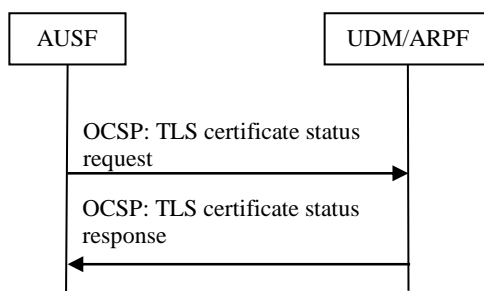 AUSF
UDM/ARPF
OCSP: TLS certificate status
request
OCSP: TLS certificate status
response